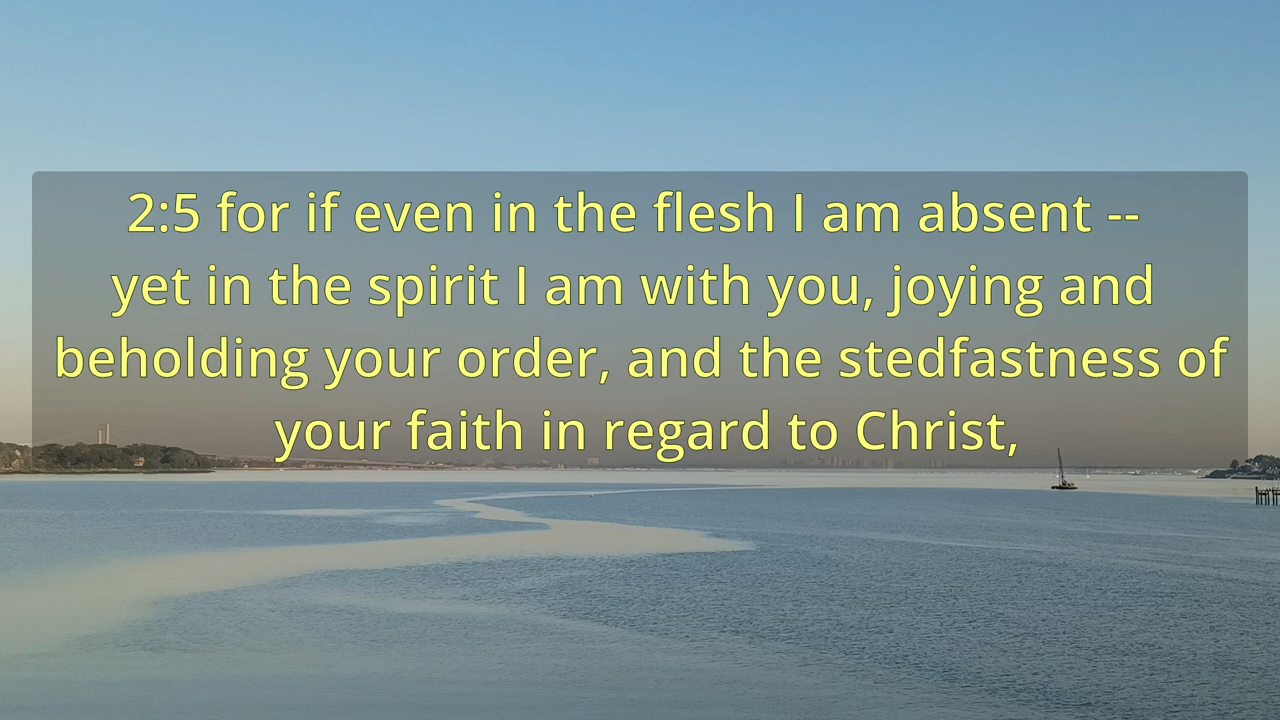 2:5 for if even in the flesh I am absent --
yet in the spirit I am with you, joying and
beholding your order, and the stedfastness of
your faith in regard to Christ,